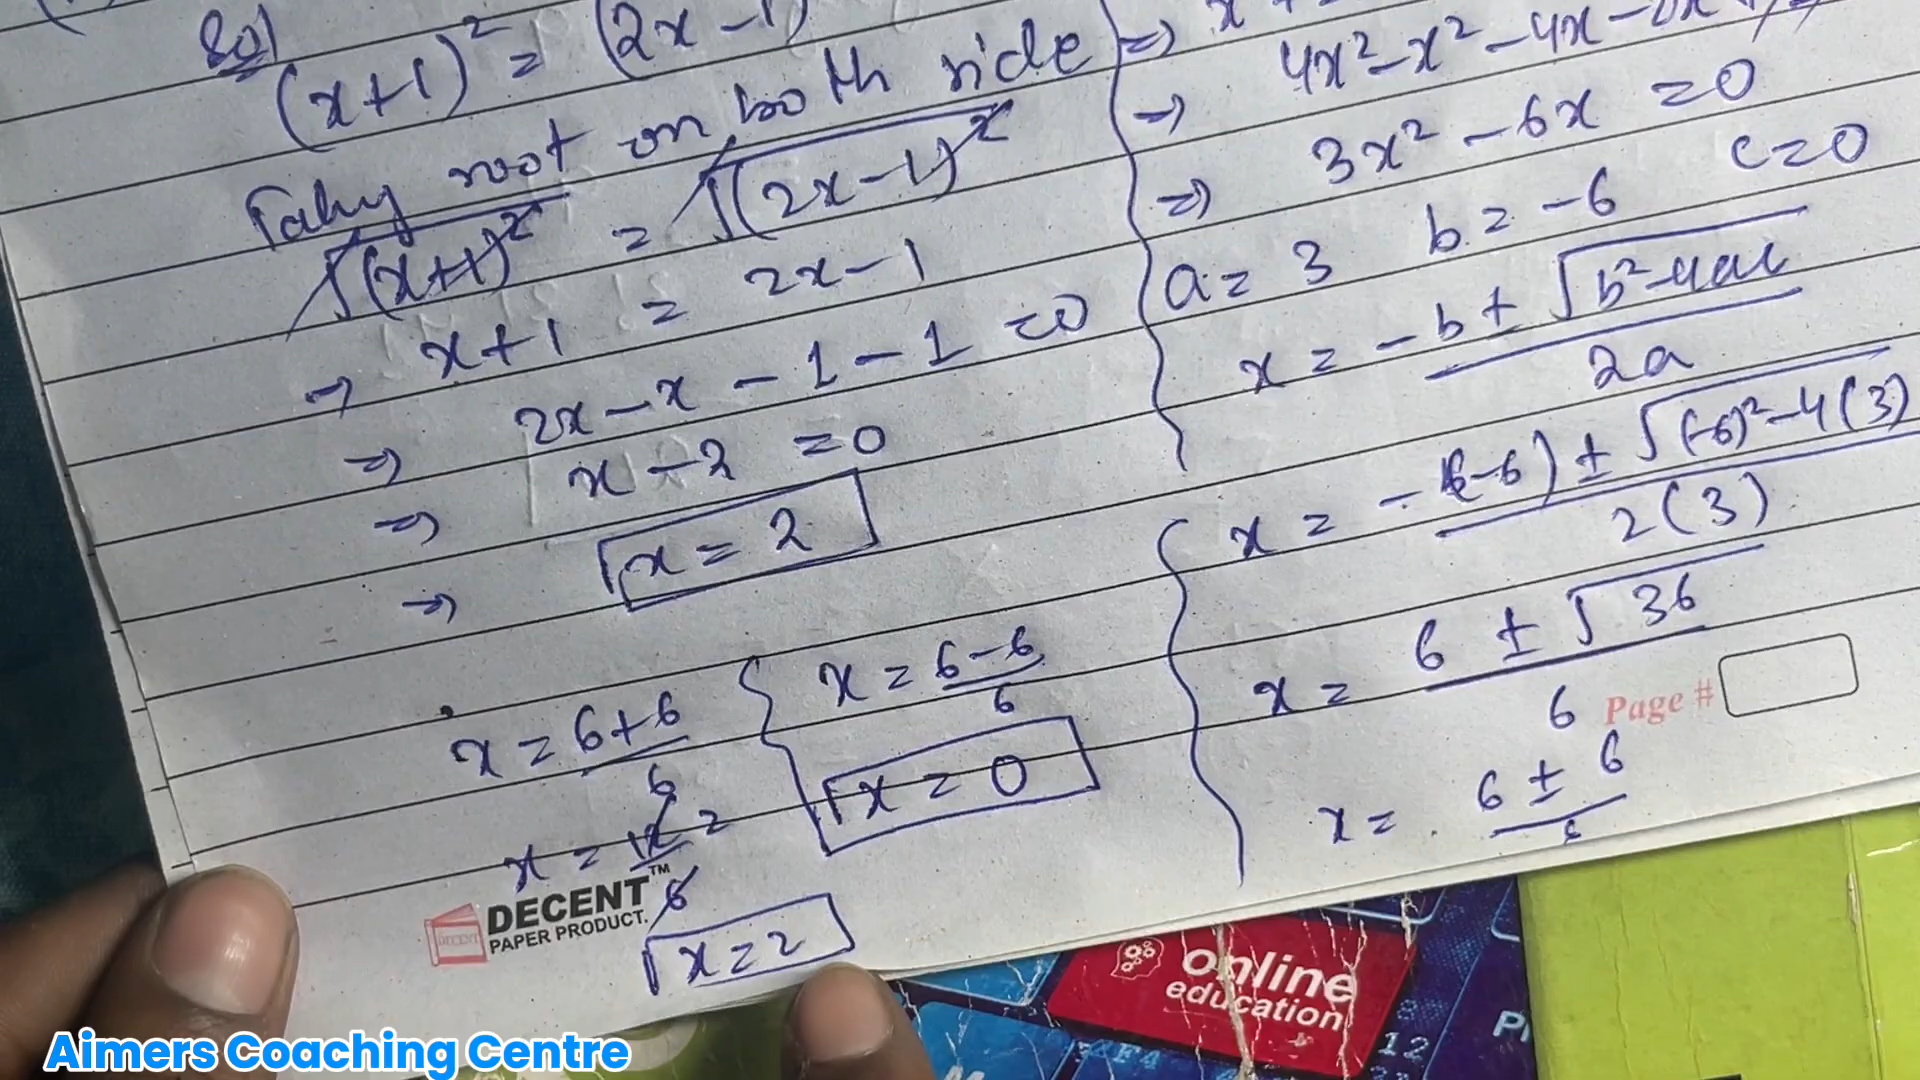 Sol
(x+1)² = (2x-1)
Taking root on both side
√(x+1)² = √(2x-1)²
→ x+1 = 2x-1
⇒ 2x-x-1-1=0
⇒ x-2 =0
⇒ x=2
x = 6+6 / 6
x = 12 / 6 2
x=2
x = 6-6 / 6
x = 0
⇒
→ 4x²-x²-4x
⇒ 3x²-6x =0
a= 3 b= -6 c=0
x = -b ± √b²-4ac / 2a
x = -(-6) ± √(-6)²-4(3) / 2(3)
x = 6 ± √36 / 6
x = 6 ± 6 / 6
Page #
DECENT™
PAPER PRODUCT.
DECENT
online
education
12
Aimers Coaching Centre